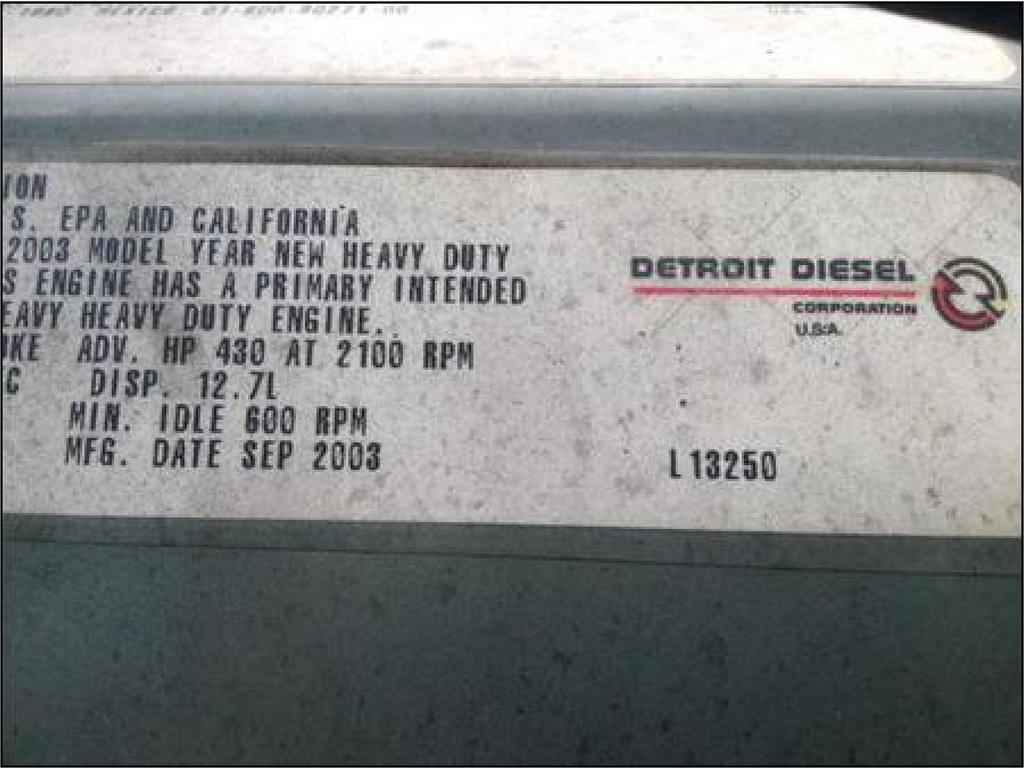 ION
S. EPA AND CALIFORNIA
2003 MODEL YEAR NEW HEAVY DUTY
S ENGINE HAS A PRIMARY INTENDED
EAVY HEAVY DUTY ENGINE.
KE ADV. HP 430 AT 2100 RPM
C DISP. 12.7L
MIN. IDLE 600 RPM
MFG. DATE SEP 2003
DETROIT DIESEL
CORPORATION
U.S.A.
L13250